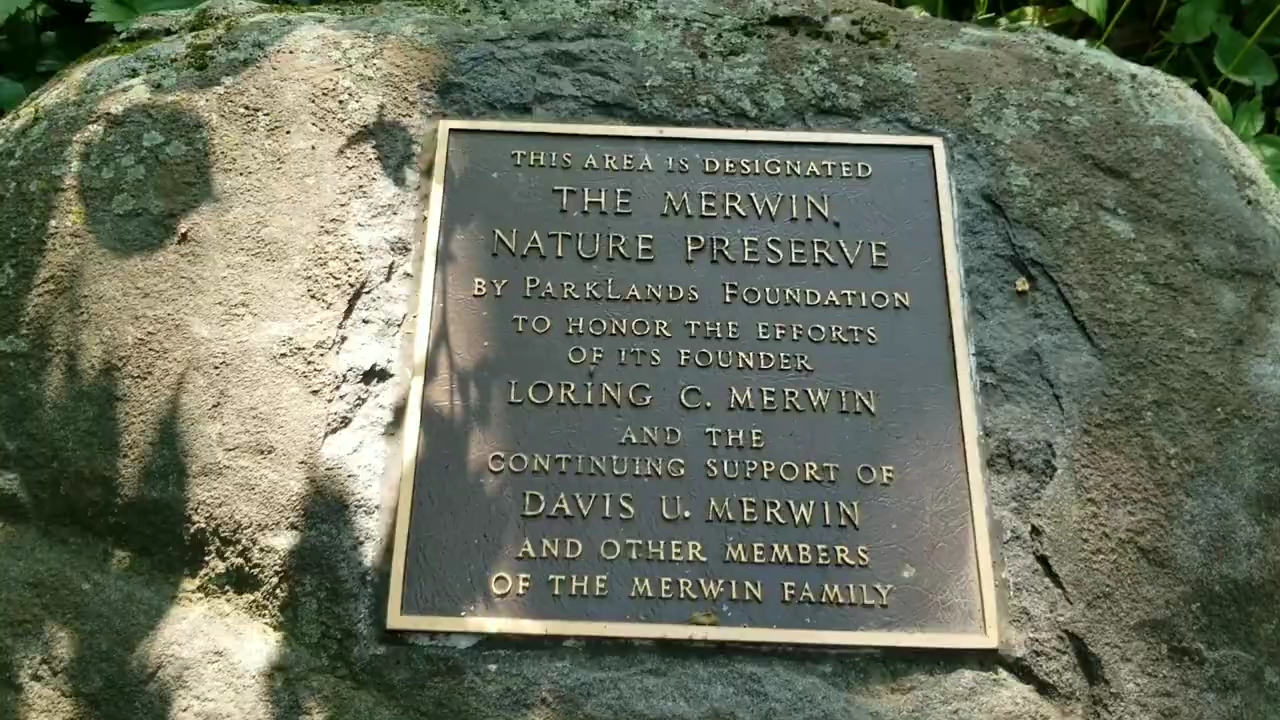 THIS AREA IS DESIGNATED
THE MERWIN
NATURE PRESERVE
BY PARKLANDS FOUNDATION
TO HONOR THE EFFORTS
OF ITS FOUNDER
LORING C. MERWIN
AND THE
CONTINUING SUPPORT OF
DAVIS U. MERWIN
AND OTHER MEMBERS
OF THE MERWIN FAMILY